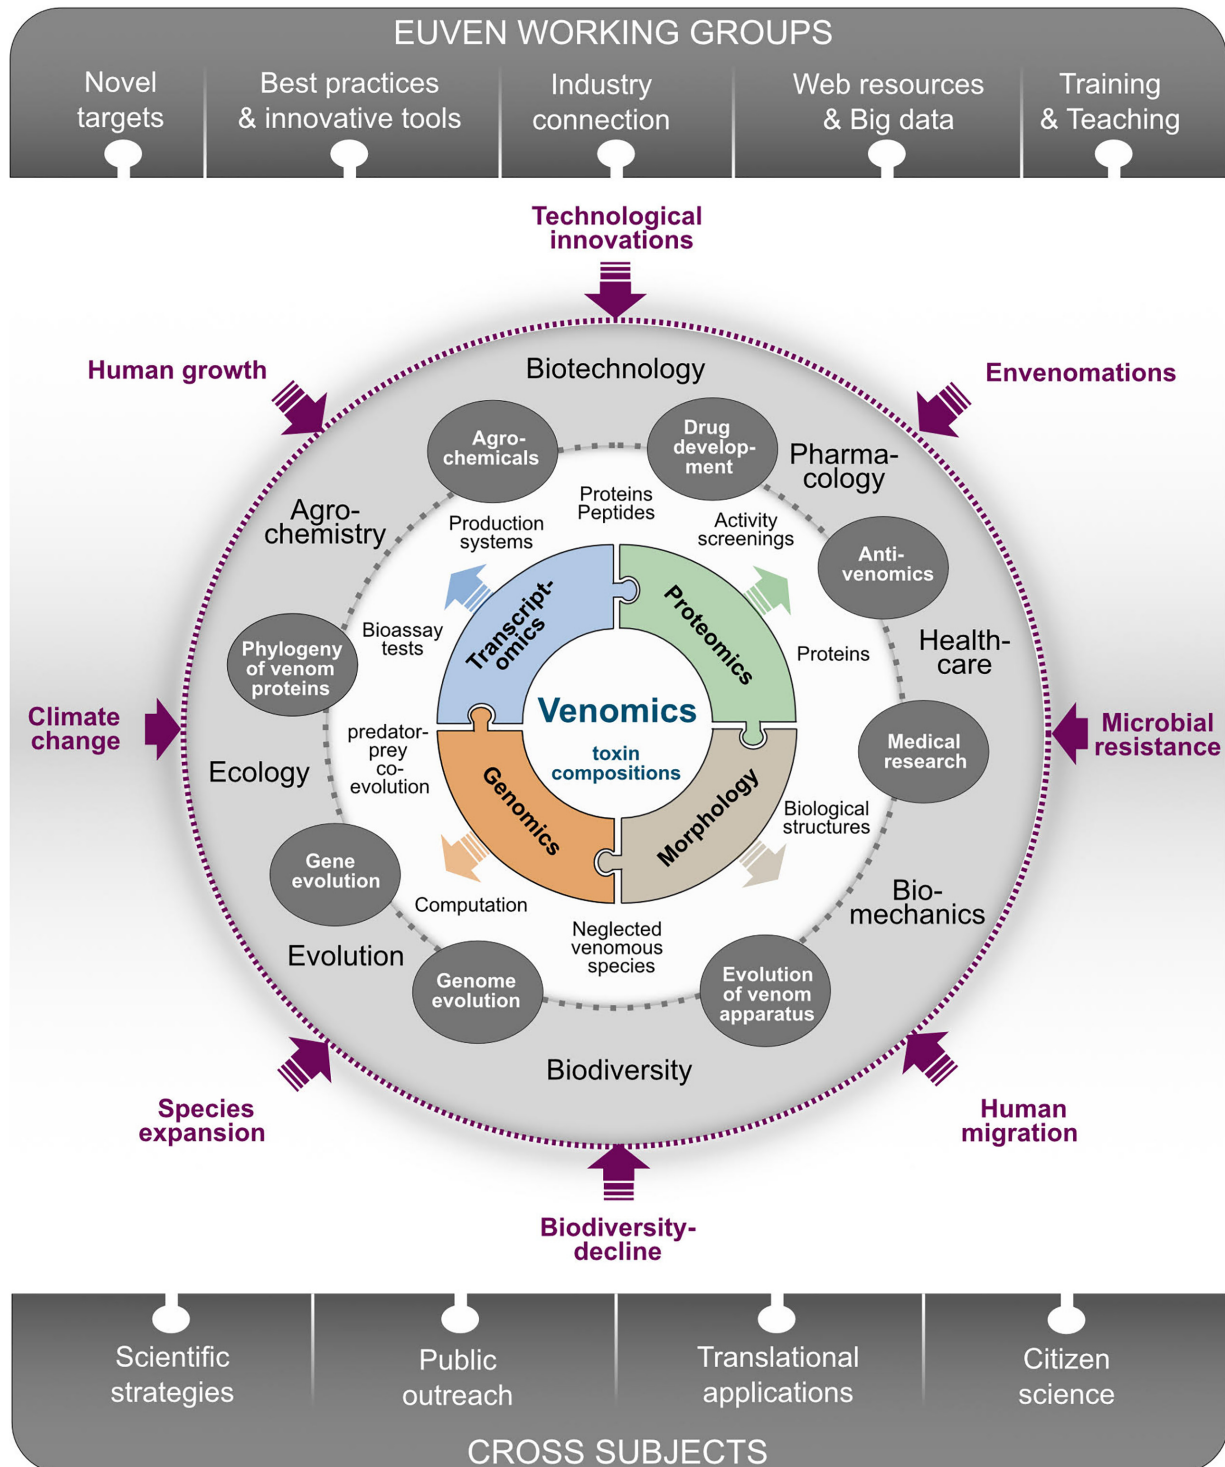 EUVEN WORKING GROUPS
Novel
targets
Best practices
& innovative tools
Industry
connection
Web resources
& Big data
Training
& Teaching
Technological
innovations
Human growth
Envenomations
Biotechnology
Agro-
chemicals
Drug
develop-
ment
Pharma-
cology
Agro-
chemistry
Production
systems
Proteins
Peptides
Activity
screenings
Anti-
venomics
Transcript-
omics
Proteomics
Bioassay
tests
Proteins
Health-
care
Phylogeny
of venom
proteins
Climate
change
Venomics
toxin
compositions
Microbial
resistance
predator-
prey
co-
evolution
Medical
research
Ecology
Genomics
Morphology
Biological
structures
Gene
evolution
Computation
Bio-
mechanics
Evolution
Neglected
venomous
species
Genome
evolution
Evolution
of venom
apparatus
Biodiversity
Species
expansion
Human
migration
Biodiversity-
decline
Scientific
strategies
Public
outreach
Translational
applications
Citizen
science
CROSS SUBJECTS